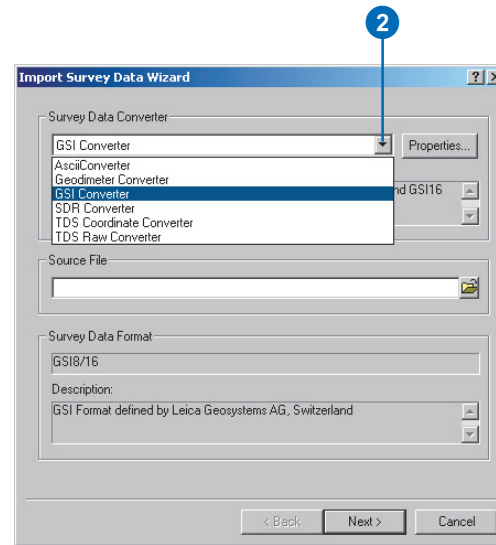 2
Import Survey Data Wizard
Survey Data Converter
GSI Converter
Properties...
AsciiConverter
Geodimeter Converter
GSI Converter
SDR Converter
TDS Coordinate Converter
TDS Raw Converter
GSI16
Source File
Survey Data Format
GSI8/16
Description:
GSI Format defined by Leica Geosystems AG, Switzerland
< Back
Next >
Cancel